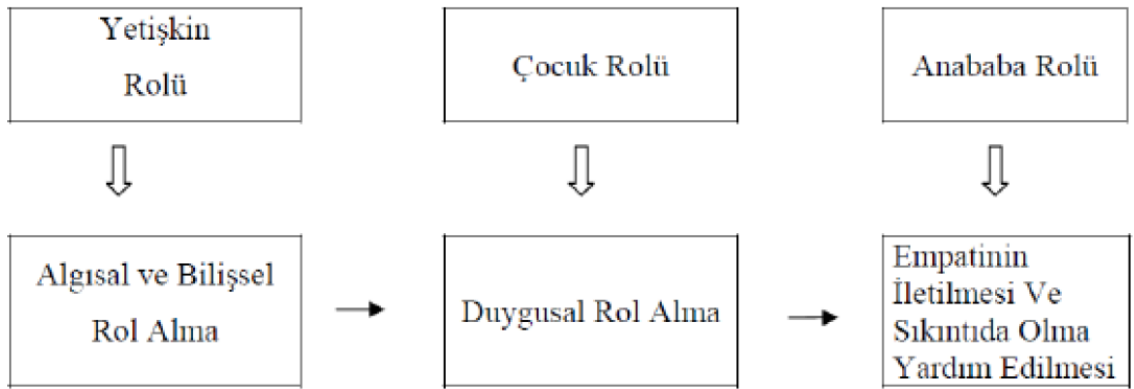 Yetişkin
Rolü
Çocuk Rolü
Anababa Rolü
Algısal ve Bilişsel
Rol Alma
Duygusal Rol Alma
Empatinin
İletilmesi Ve
Sıkıntıda Olma
Yardım Edilmesi